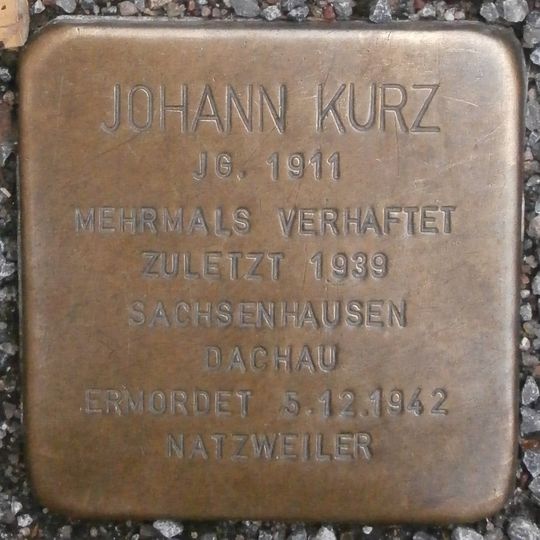 JOHANN KURZ
JG. 1911
MEHRMALS VERHAFTET
ZULETZT 1939
SACHSENHAUSEN
DACHAU
ERMORDET 5.12.1942
NATZWEILER